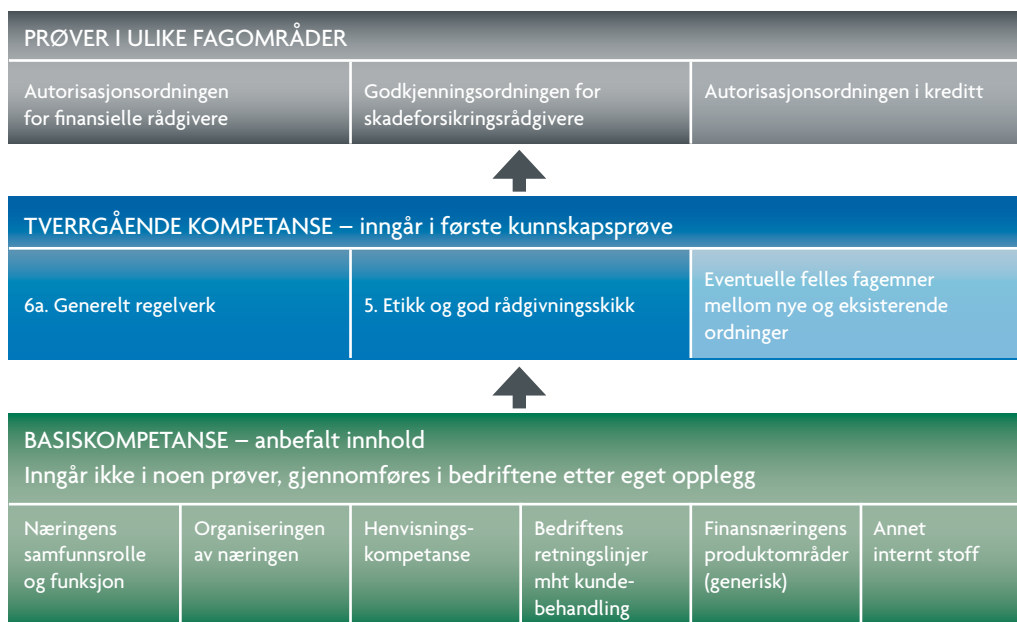 PRØVER I ULIKE FAGOMRÅDER
Autorisasjonsordningen
for finansielle rådgivere
Godkjenningsordningen for
skadeforsikringsrådgivere
Autorisasjonsordningen i kreditt
TVERRGÅENDE KOMPETANSE – inngår i første kunnskapsprøve
6a. Generelt regelverk
5. Etikk og god rådgivningsskikk
Eventuelle felles fagemner
mellom nye og eksisterende
ordninger
BASISKOMPETANSE – anbefalt innhold
Inngår ikke i noen prøver, gjennomføres i bedriftene etter eget opplegg
Næringens
samfunnsrolle
og funksjon
Organiseringen
av næringen
Henvisnings-
kompetanse
Bedriftens
retningslinjer
mht kunde-
behandling
Finansnæringens
produktområder
(generisk)
Annet
internt stoff